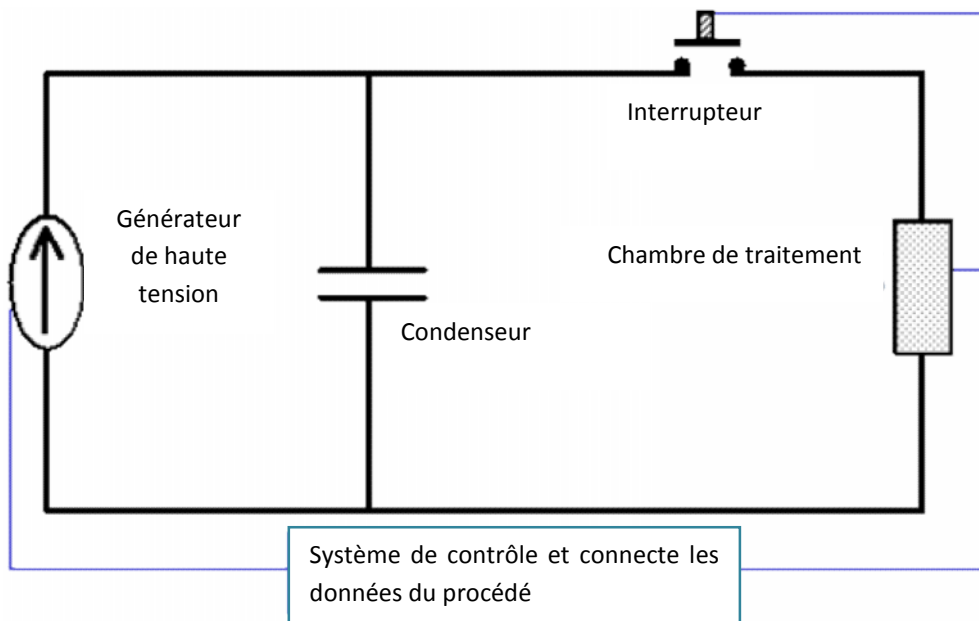 Interrupteur
Générateur
de haute
tension
Chambre de traitement
Condenseur
Système de contrôle et connecte les
données du procédé